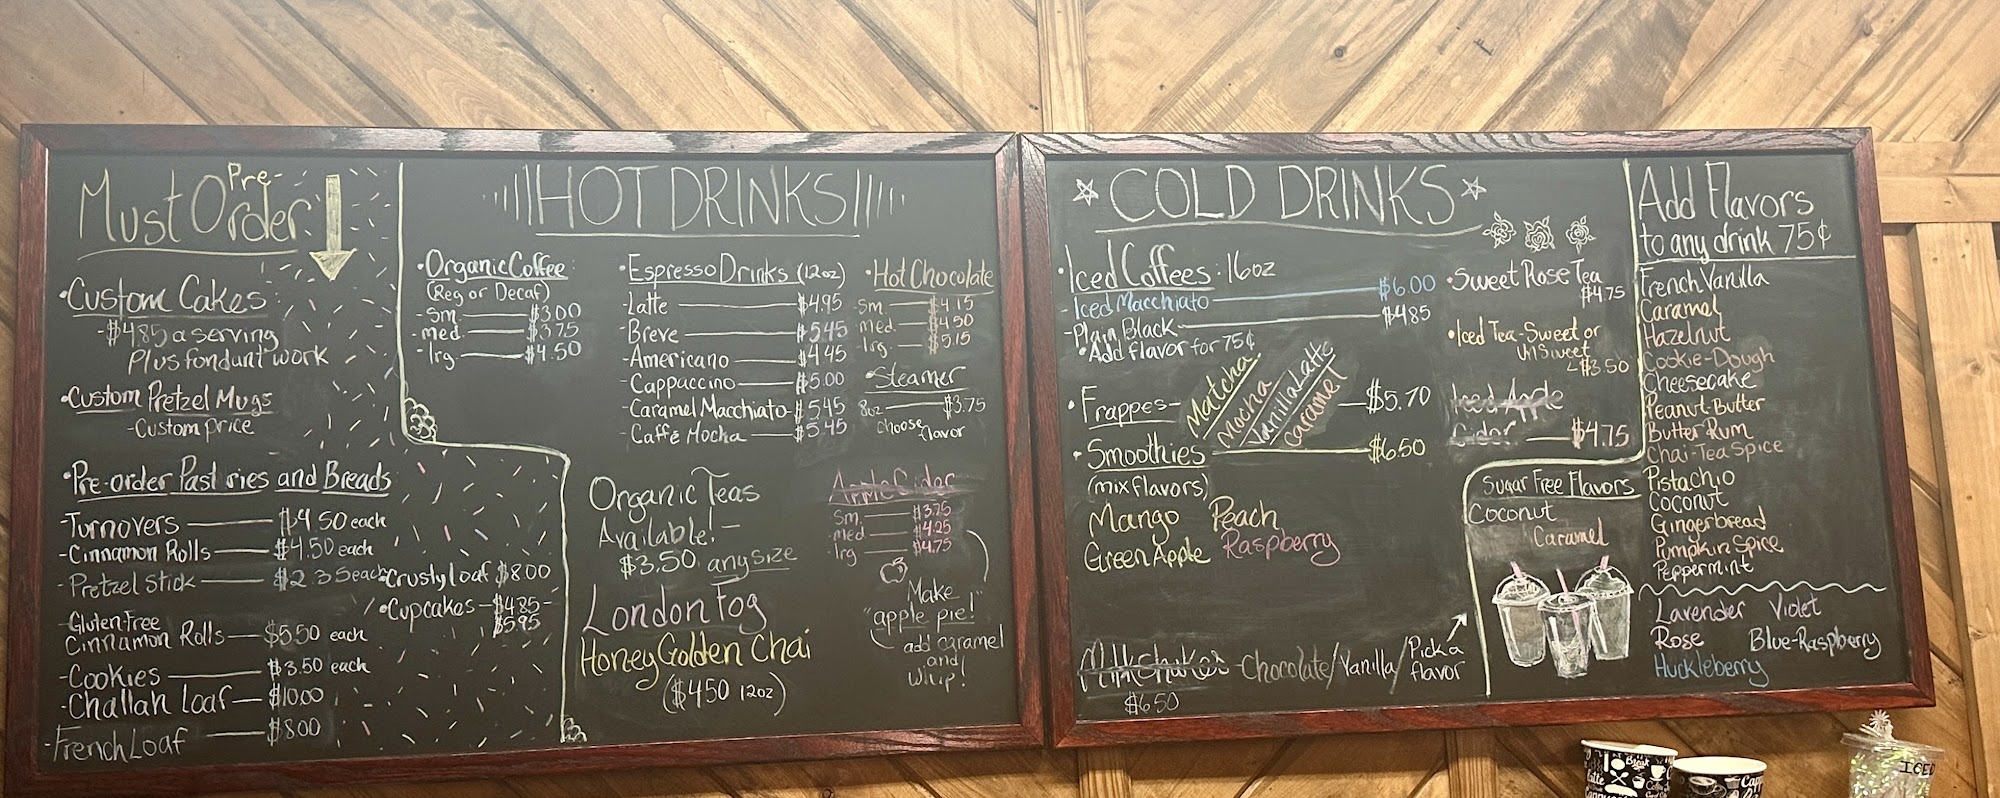 Must Pre-Order
• Custom Cakes
- $4.85 a serving
Plus fondant work
• Custom Pretzel Mugs
- Custom price
• Pre-order Pastries and Breads
- Turnovers $4.50 each
- Cinnamon Rolls $4.50 each
- Pretzel Stick $2.35 each
- Gluten Free
Cinnamon Rolls $5.50 each
- Cookies $3.50 each
- Challah Loaf $10.00
- French Loaf $8.00
• Crusty loaf $8.00
• Cupcakes - $4.85 -
$5.95
HOT DRINKS
• Organic Coffee
(Reg or Decaf)
- Sm. $3.00
- med. $3.75
- lrg. $4.50
• Espresso Drinks (12oz)
- Latte $4.95
- Breve $5.45
- Americano $4.45
- Cappuccino $5.00
- Caramel Macchiato $5.45
- Caffé Mocha $5.45
• Hot Chocolate
Sm. $4.15
med. $4.50
lrg. $5.15
• Steamer
8oz $3.75
choose flavor
Organic Teas
Available! -
$3.50 any size
London Fog
Honey Golden Chai
($4.50 12oz)
Apple Cider
Sm. $3.75
med. $4.25
lrg $4.75
Make
"apple pie!"
add caramel
and
whip!
COLD DRINKS
• Iced Coffees: 16oz
- Iced Macchiato $6.00
- Plain Black $4.85
• Add flavor for 75¢
• Frappes - Matcha Mocha Vanilla Latte Caramel $5.70
• Smoothies $6.50
(mix flavors)
Mango Peach
Green Apple Raspberry
Milkshakes Chocolate/Vanilla/Pick a flavor
$6.50
• Sweet Rose Tea
$4.75
• Iced Tea - Sweet or
UNSweet
$3.50
Iced Apple
Cider $4.75
Sugar Free Flavors
Coconut
Caramel
Add Flavors
to any drink 75¢
French Vanilla
Caramel
Hazelnut
Cookie-Dough
Cheesecake
Peanut-Butter
Butter Rum
Chai-Tea Spice
Pistachio
Coconut
Gingerbread
Pumpkin Spice
Peppermint
Lavender Violet
Rose Blue-Raspberry
Huckleberry
Break
ICED